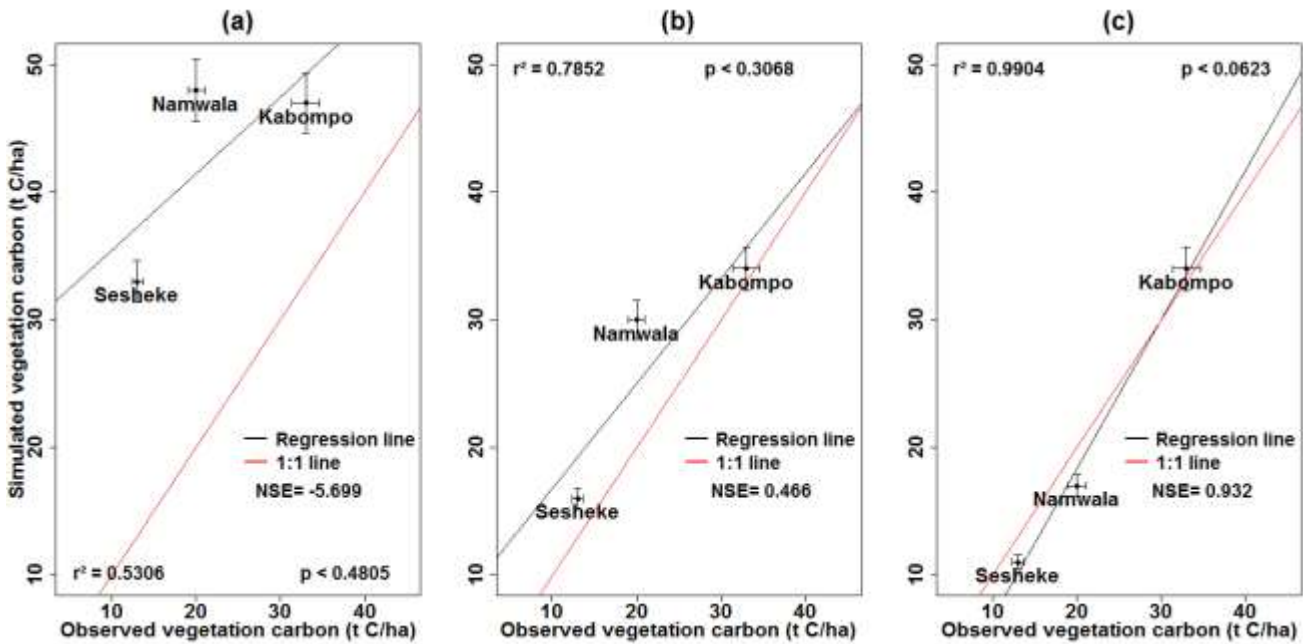 (a)
(b)
(c)
Simulated vegetation carbon (t C/ha)
50
40
30
20
10
Namwala
Kabompo
Sesheke
Regression line
1:1 line
NSE= -5.699
r² = 0.5306
p < 0.4805
10
20
30
40
Observed vegetation carbon (t C/ha)
r² = 0.7852
p < 0.3068
50
40
30
20
10
Kabompo
Namwala
Sesheke
Regression line
1:1 line
NSE= 0.466
10
20
30
40
Observed vegetation carbon (t C/ha)
r² = 0.9904
p < 0.0623
50
40
30
20
10
Kabompo
Namwala
Sesheke
Regression line
1:1 line
NSE= 0.932
10
20
30
40
Observed vegetation carbon (t C/ha)